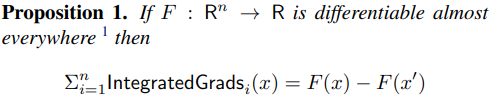 Proposition 1. If F : Rⁿ → R is differentiable almost
everywhere ¹ then
Σⁿᵢ₌₁IntegratedGradsᵢ(x) = F(x) − F(x′)